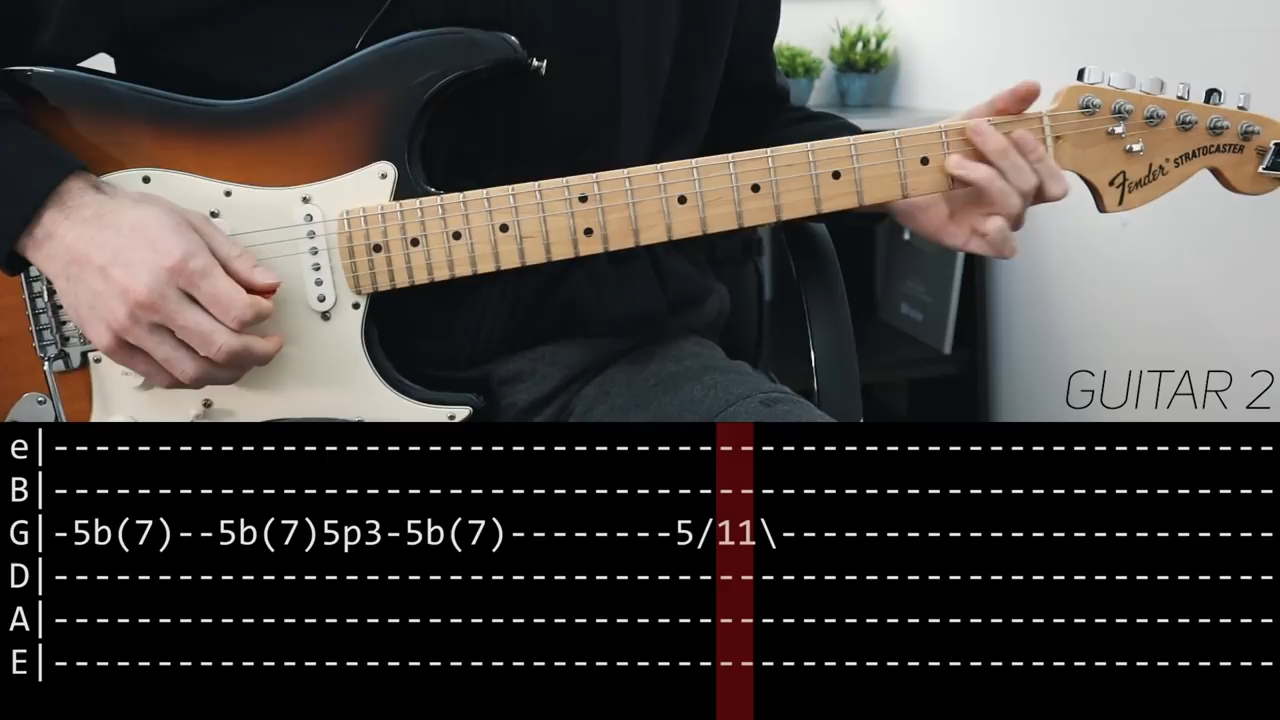 Fender® STRATOCASTER
GUITAR 2
e|----------------------------------------------------------------------
B|----------------------------------------------------------------------
G|-5b(7)--5b(7)5p3-5b(7)--------5/11\------------------------
D|----------------------------------------------------------------------
A|----------------------------------------------------------------------
E|----------------------------------------------------------------------